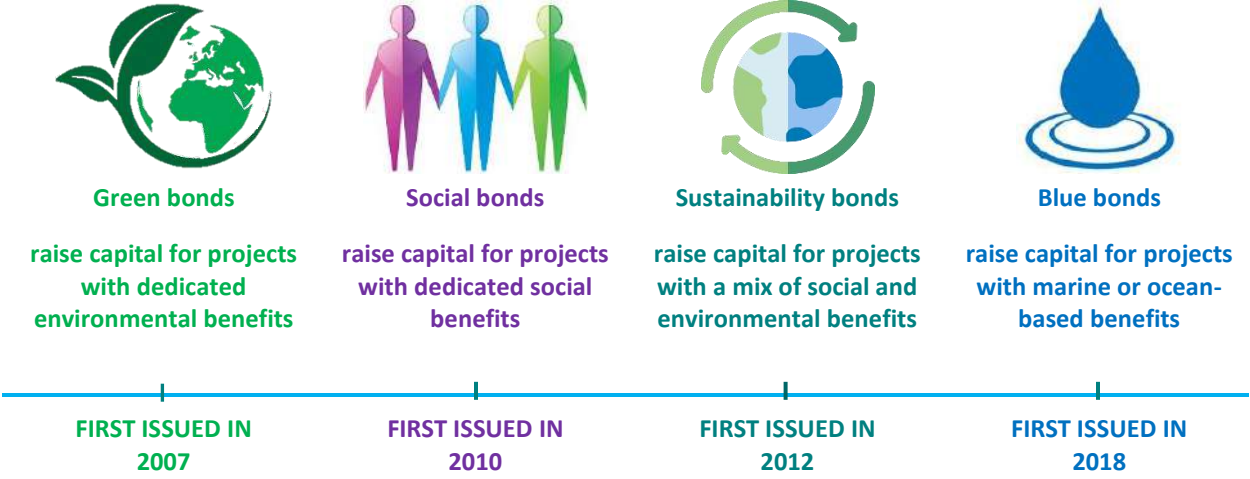 Green bonds
raise capital for projects
with dedicated
environmental benefits
FIRST ISSUED IN
2007
Social bonds
raise capital for projects
with dedicated social
benefits
FIRST ISSUED IN
2010
Sustainability bonds
raise capital for projects
with a mix of social and
environmental benefits
FIRST ISSUED IN
2012
Blue bonds
raise capital for projects
with marine or ocean-
based benefits
FIRST ISSUED IN
2018